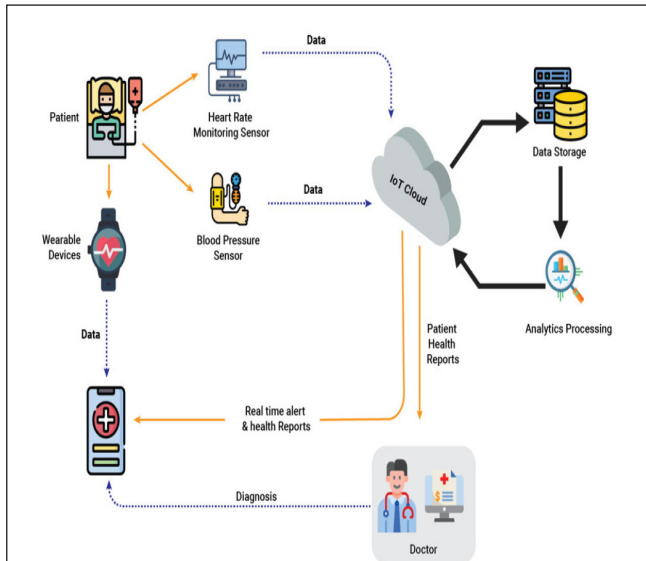 Data
Patient
Heart Rate
Monitoring Sensor
IoT Cloud
Data Storage
Data
Wearable
Devices
Blood Pressure
Sensor
Analytics Processing
Data
Patient
Health
Reports
Real time alert
& health Reports
$
Diagnosis
Doctor